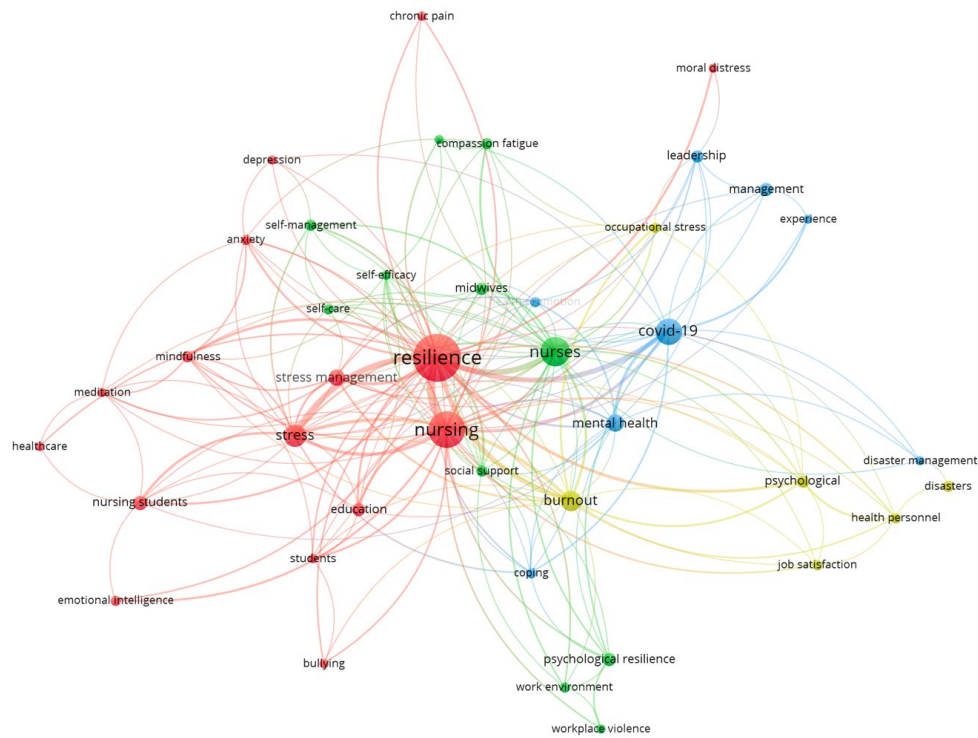 chronic pain
moral distress
compassion fatigue
leadership
depression
management
experience
self-management
occupational stress
anxiety
self-efficacy
midwives
self-care
covid-19
nurses
resilience
mindfulness
stress management
meditation
mental health
nursing
stress
healthcare
disaster management
social support
psychological
disasters
nursing students
burnout
education
health personnel
students
job satisfaction
coping
emotional intelligence
psychological resilience
bullying
work environment
workplace violence